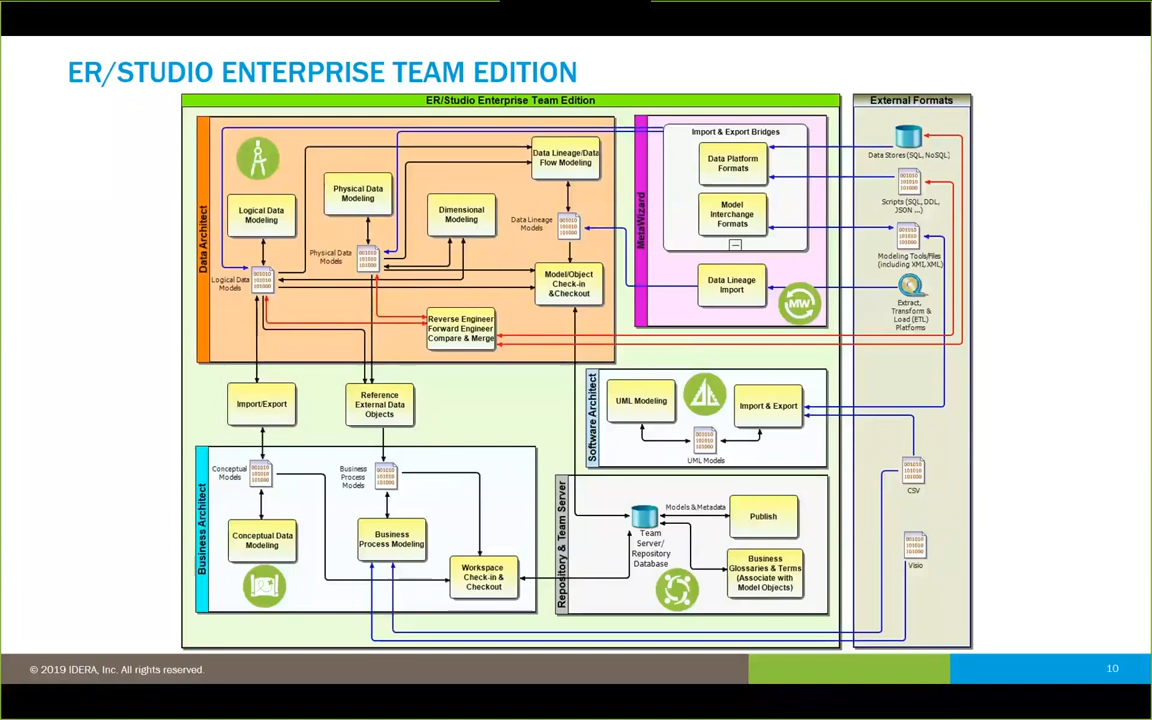 ER/STUDIO ENTERPRISE TEAM EDITION
ER/Studio Enterprise Team Edition
External Formats
Data Architect
Logical Data
Modeling
Physical Data
Modeling
Dimensional
Modeling
Data Lineage/Data
Flow Modeling
Data Lineage
Models
Physical Data
Models
Logical Data
Models
Model/Object
Check-in
&Checkout
Reverse Engineer
Forward Engineer
Compare & Merge
MetaWizard
Import & Export Bridges
Data Platform
Formats
Model
Interchange
Formats
Data Lineage
Import
MW
Data Stores (SQL, NoSQL)
Scripts (SQL, DDL,
JSON ...)
Modeling Tools/Files
(including XMI, XML)
Extract,
Transform &
Load (ETL)
Platforms
CSV
Visio
Import/Export
Reference
External Data
Objects
Software Architect
UML Modeling
Import & Export
UML Models
Business Architect
Conceptual
Models
Business
Process
Models
Conceptual Data
Modeling
Business
Process Modeling
Workspace
Check-in &
Checkout
Repository & Team Server
Team
Server/
Repository
Database
Models & Metadata
Publish
Business
Glossaries & Terms
(Associate with
Model Objects)
© 2019 IDERA, Inc. All rights reserved.
10